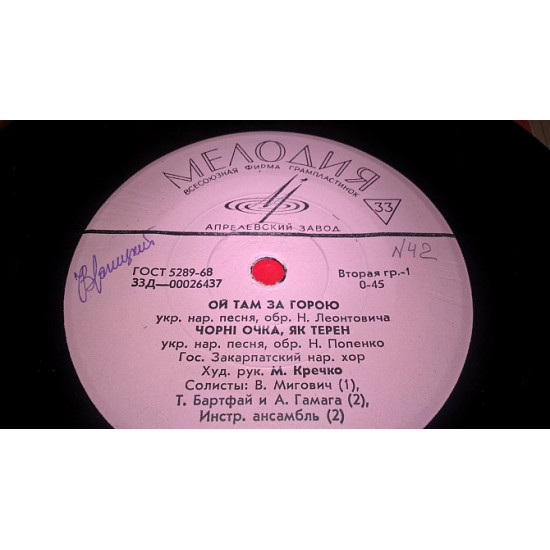 МЕЛОДИЯ
ВСЕСОЮЗНАЯ ФИРМА ГРАМПЛАСТИНОК
33
АПРЕЛЕВСКИЙ ЗАВОД
N42
ГОСТ 5289-68
Вторая гр.-1
33Д—00026437
0-45
ОЙ ТАМ ЗА ГОРОЮ
укр. нар. песня, обр. Н. Леонтовича
ЧОРНІ ОЧКА, ЯК ТЕРЕН
укр. нар. песня, обр. Н. Попенко
Гос. Закарпатский нар. хор
Худ. рук. М. Кречко
Солисты: В. Мигович (1),
Т. Бартфай и А. Гамага (2),
Инстр. ансамбль (2)